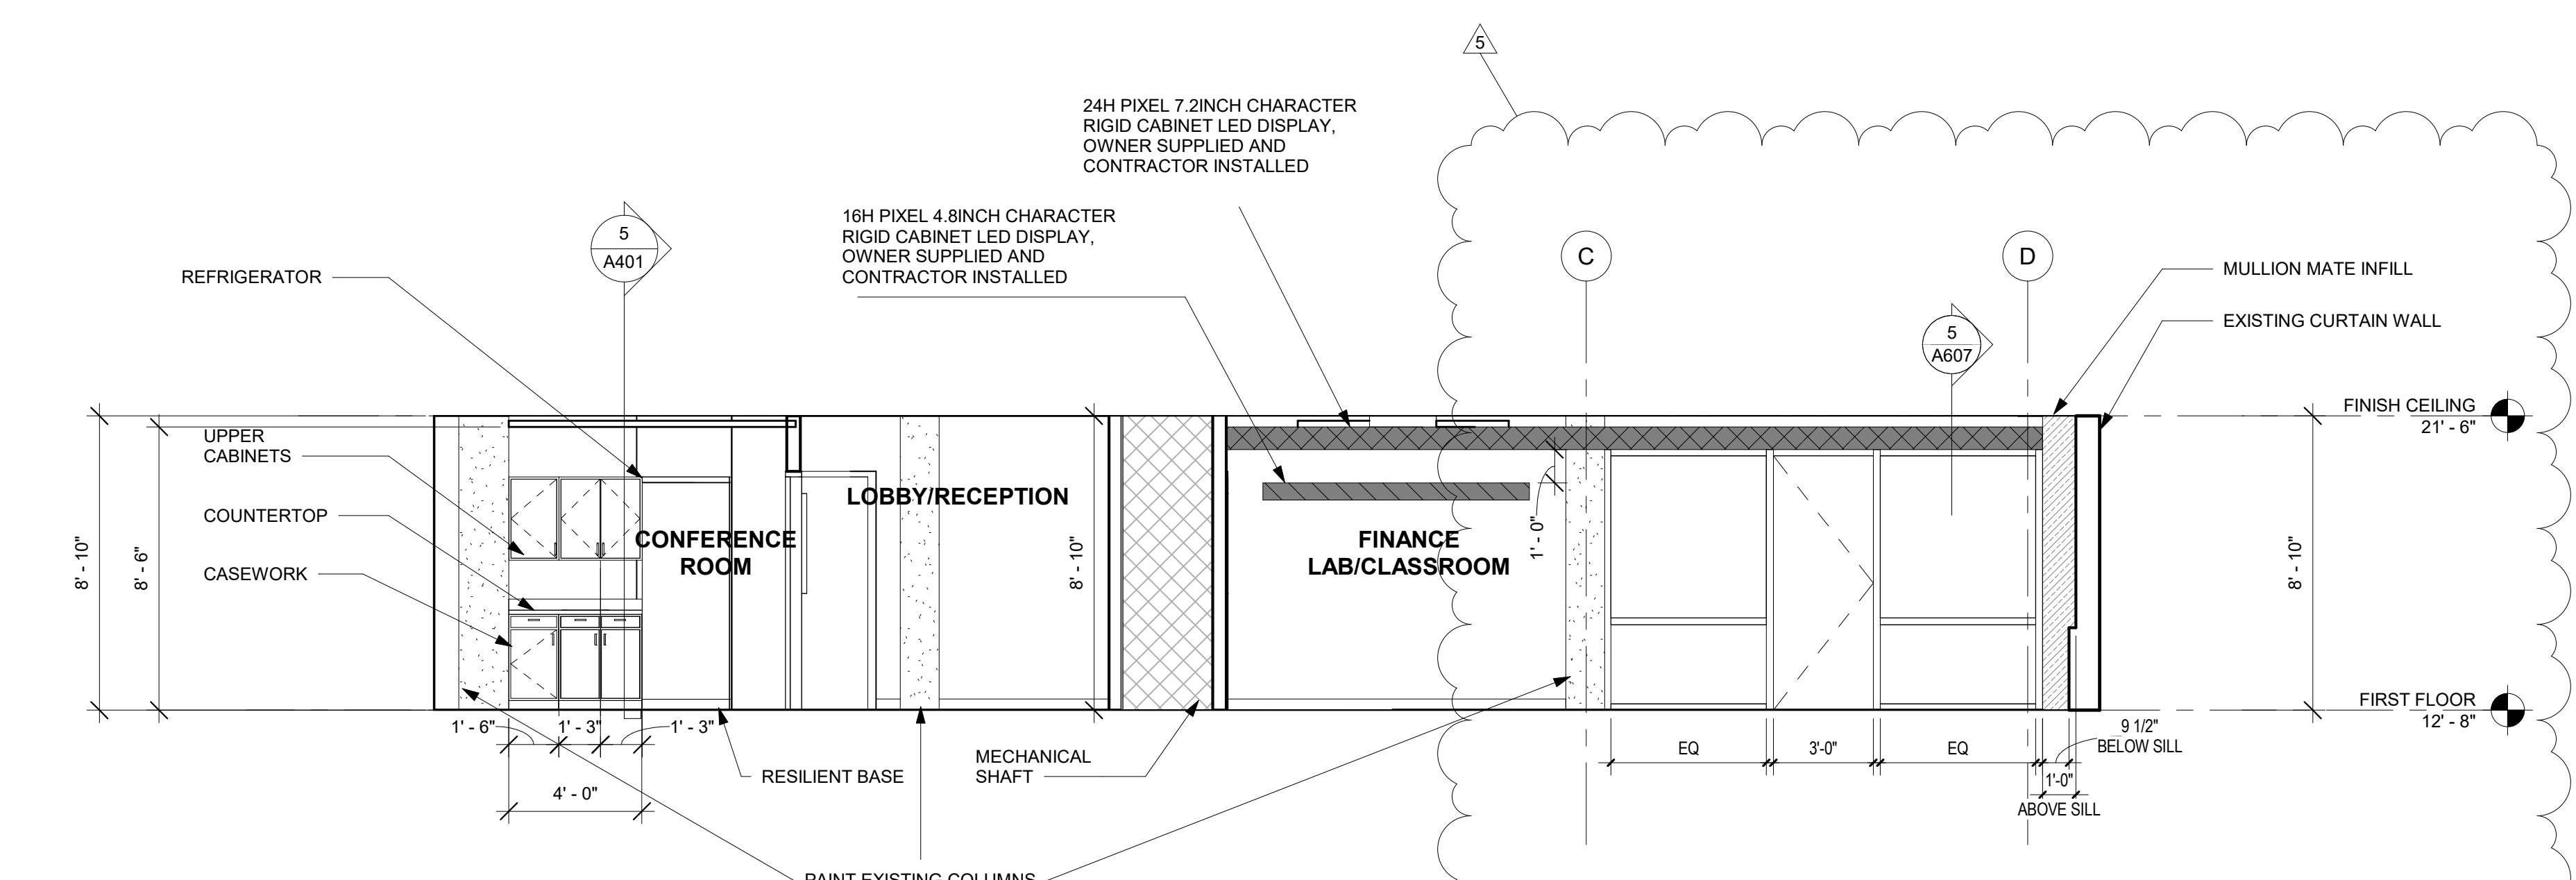 5
24H PIXEL 7.2INCH CHARACTER
RIGID CABINET LED DISPLAY,
OWNER SUPPLIED AND
CONTRACTOR INSTALLED
16H PIXEL 4.8INCH CHARACTER
RIGID CABINET LED DISPLAY,
OWNER SUPPLIED AND
CONTRACTOR INSTALLED
5
A401
REFRIGERATOR
C
D
MULLION MATE INFILL
EXISTING CURTAIN WALL
5
A607
FINISH CEILING
21' - 6"
UPPER
CABINETS
COUNTERTOP
CASEWORK
8' - 10"
8' - 6"
CONFERENCE
ROOM
LOBBY/RECEPTION
8' - 10"
FINANCE
LAB/CLASSROOM
1' - 0"
8' - 10"
FIRST FLOOR
12' - 8"
1' - 6"
1' - 3"
1' - 3"
4' - 0"
RESILIENT BASE
MECHANICAL
SHAFT
EQ
3'-0"
EQ
9 1/2"
BELOW SILL
1'-0"
ABOVE SILL
PAINT EXISTING COLUMNS